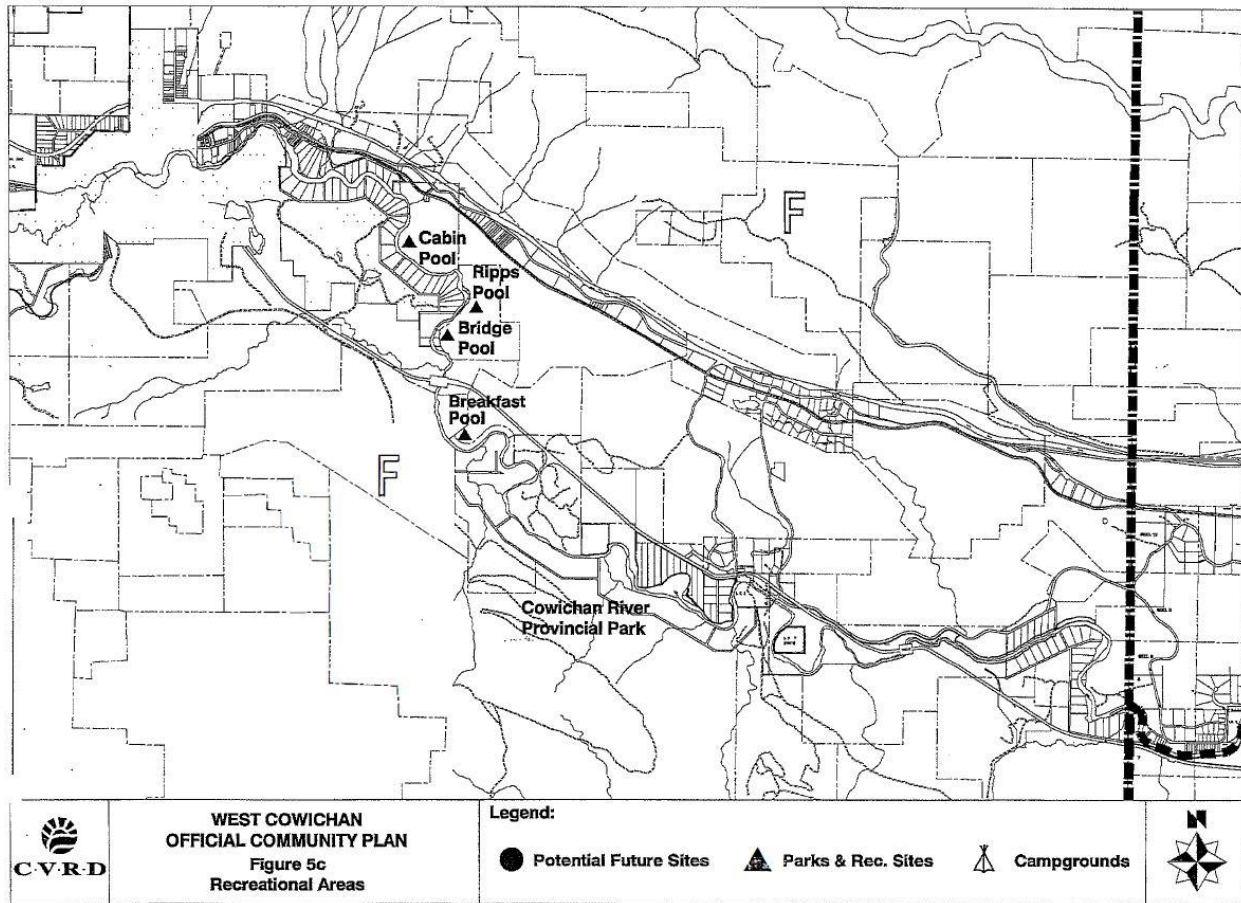 F
Cabin
Pool
Ripps
Pool
Bridge
Pool
Breakfast
Pool
F
Cowichan River
Provincial Park
C·V·R·D
WEST COWICHAN
OFFICIAL COMMUNITY PLAN
Figure 5c
Recreational Areas
Legend:
Potential Future Sites
Parks & Rec. Sites
Campgrounds
N